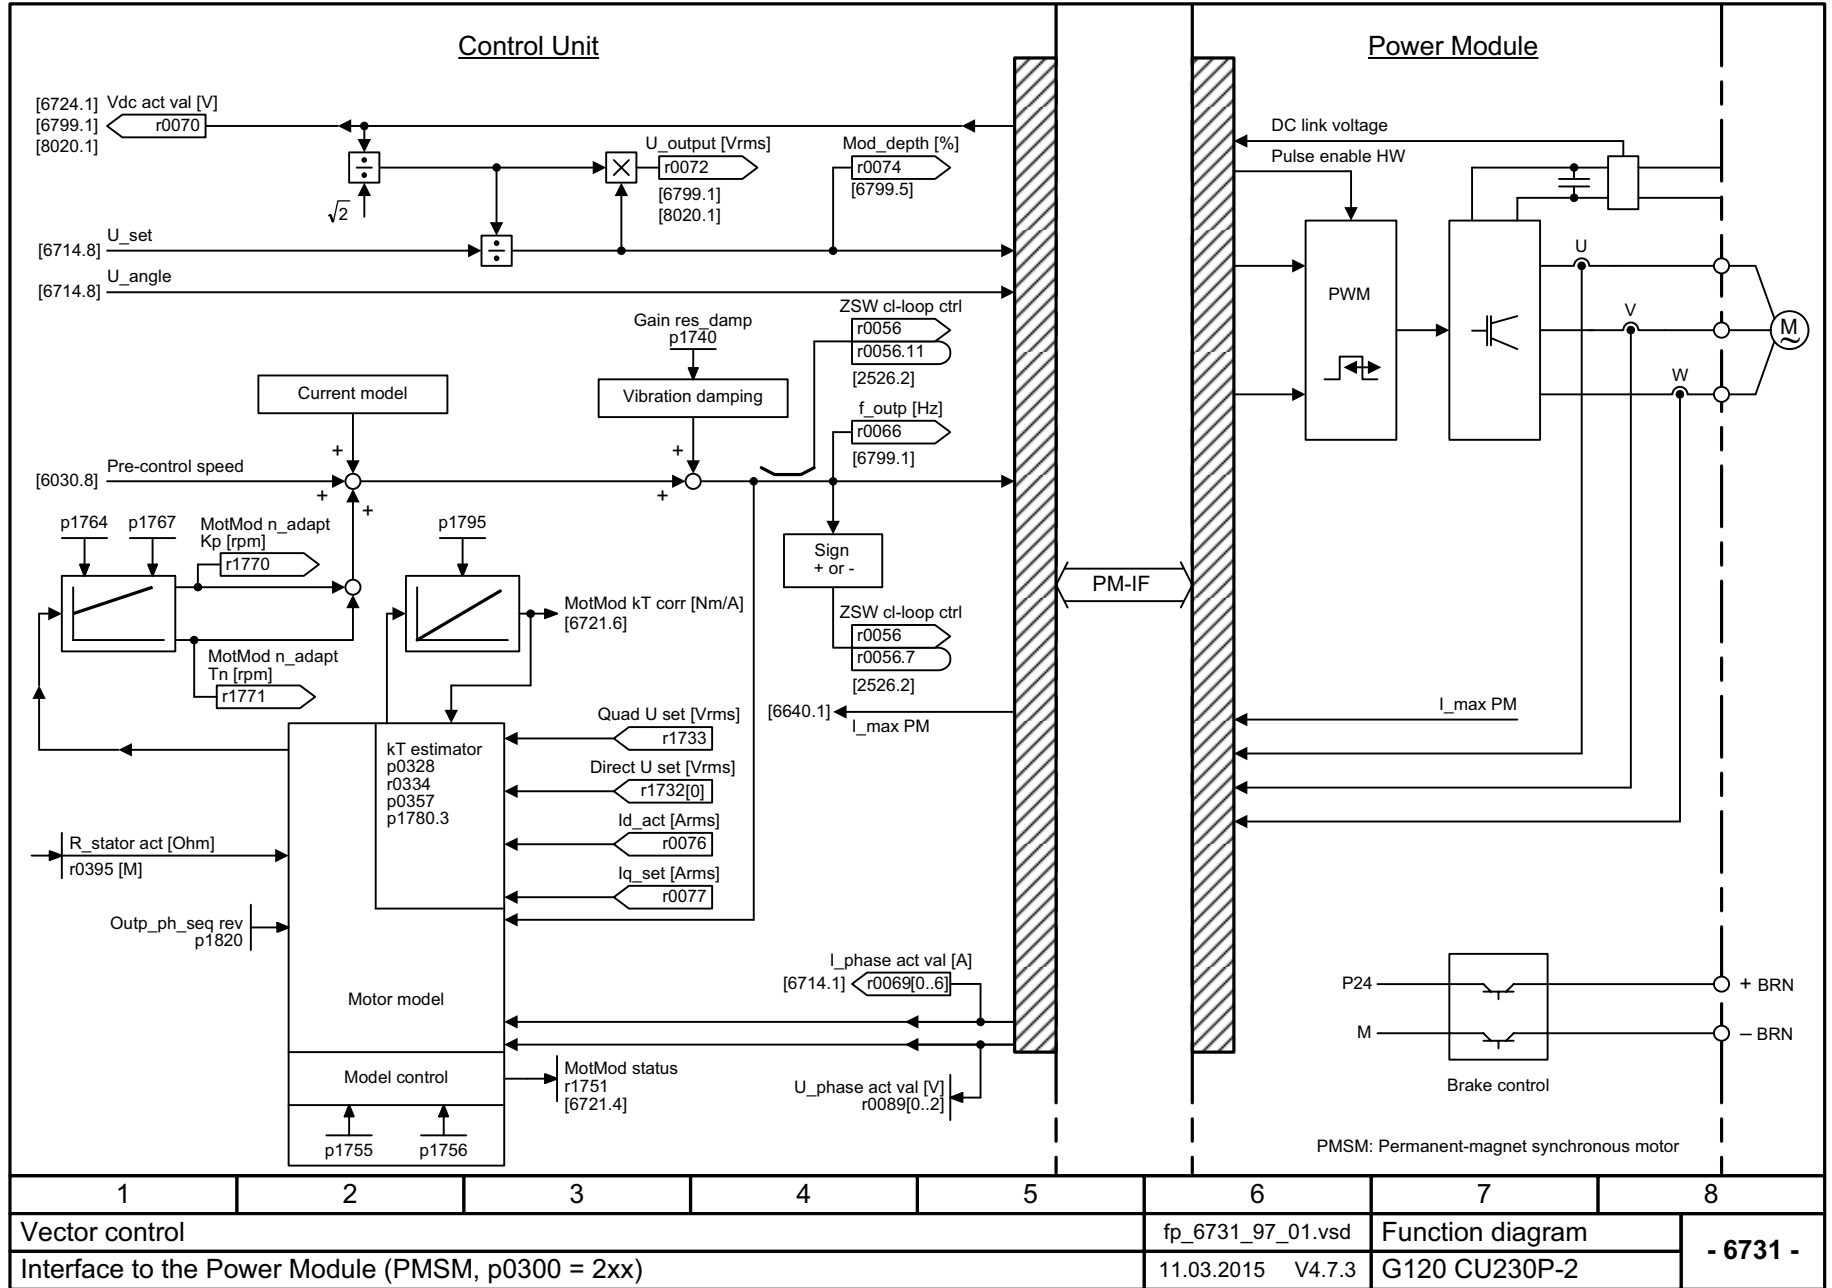 Control Unit
Power Module
[6724.1]
[6799.1]
[8020.1]
Vdc act val [V]
r0070
÷
√2
×
U_output [Vrms]
r0072
[6799.1]
[8020.1]
Mod_depth [%]
r0074
[6799.5]
U_set
[6714.8]
÷
U_angle
[6714.8]
DC link voltage
Pulse enable HW
PWM
U
V
W
M
~
Gain res_damp
p1740
Vibration damping
ZSW cl-loop ctrl
r0056
r0056.11
[2526.2]
f_outp [Hz]
r0066
[6799.1]
Current model
+
+
+
+
+
Pre-control speed
[6030.8]
p1764
p1767
MotMod n_adapt
Kp [rpm]
r1770
p1795
MotMod kT corr [Nm/A]
[6721.6]
MotMod n_adapt
Tn [rpm]
r1771
Sign
+ or -
ZSW cl-loop ctrl
r0056
r0056.7
[2526.2]
PM-IF
[6640.1]
I_max PM
I_max PM
kT estimator
p0328
r0334
p0357
p1780.3
Quad U set [Vrms]
r1733
Direct U set [Vrms]
r1732[0]
Id_act [Arms]
r0076
Iq_set [Arms]
r0077
R_stator act [Ohm]
r0395 [M]
Outp_ph_seq rev
p1820
Motor model
I_phase act val [A]
[6714.1]
r0069[0..6]
Model control
MotMod status
r1751
[6721.4]
U_phase act val [V]
r0089[0..2]
p1755
p1756
P24
+ BRN
M
– BRN
Brake control
PMSM: Permanent-magnet synchronous motor
1
2
3
4
5
6
7
8
Vector control
fp_6731_97_01.vsd
Function diagram
- 6731 -
Interface to the Power Module (PMSM, p0300 = 2xx)
11.03.2015 V4.7.3
G120 CU230P-2